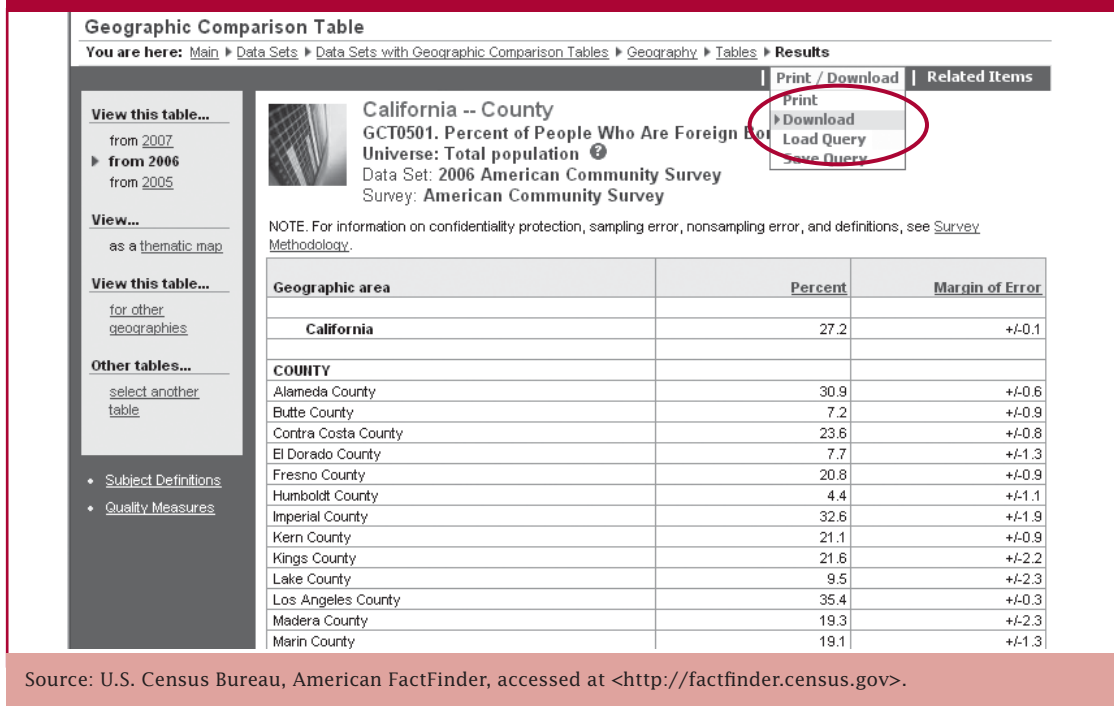 Geographic Comparison Table
You are here: Main ▶ Data Sets ▶ Data Sets with Geographic Comparison Tables ▶ Geography ▶ Tables ▶ Results
| Print / Download | Related Items
Print
▶Download
Load Query
Save Query
View this table...
from 2007
▶ from 2006
from 2005
View...
as a thematic map
View this table...
for other
geographies
Other tables...
select another
table
• Subject Definitions
• Quality Measures
California -- County
GCT0501. Percent of People Who Are Foreign
Universe: Total population ?
Data Set: 2006 American Community Survey
Survey: American Community Survey
NOTE. For information on confidentiality protection, sampling error, nonsampling error, and definitions, see Survey
Methodology.
Geographic area Percent Margin of Error
California 27.2 +/-0.1
COUNTY
Alameda County 30.9 +/-0.6
Butte County 7.2 +/-0.9
Contra Costa County 23.6 +/-0.8
El Dorado County 7.7 +/-1.3
Fresno County 20.8 +/-0.9
Humboldt County 4.4 +/-1.1
Imperial County 32.6 +/-1.9
Kern County 21.1 +/-0.9
Kings County 21.6 +/-2.2
Lake County 9.5 +/-2.3
Los Angeles County 35.4 +/-0.3
Madera County 19.3 +/-2.3
Marin County 19.1 +/-1.3
Source: U.S. Census Bureau, American FactFinder, accessed at <http://factfinder.census.gov>.